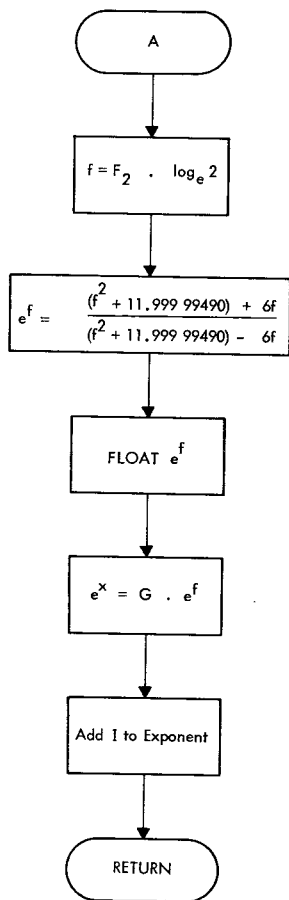 A
f = F₂ . logₑ 2
eᶠ = (f² + 11.999 99490) + 6f
(f² + 11.999 99490) - 6f
FLOAT eᶠ
eˣ = G . eᶠ
Add I to Exponent
RETURN